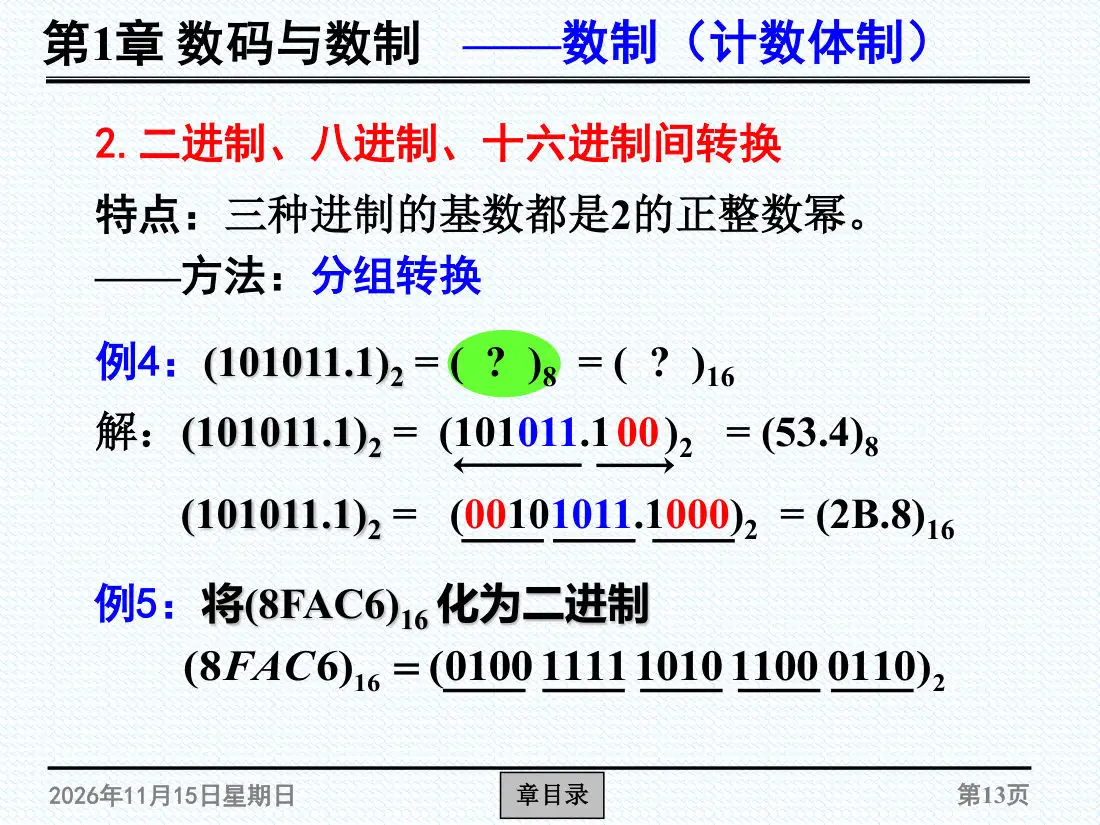 第1章 数码与数制 ——数制（计数体制）
2.二进制、八进制、十六进制间转换
特点：三种进制的基数都是2的正整数幂。
——方法：分组转换
例4：(101011.1)₂ = ( ? )₈ = ( ? )₁₆
解：(101011.1)₂ = (101011.100)₂ = (53.4)₈
(101011.1)₂ = (00101011.1000)₂ = (2B.8)₁₆
例5：将(8FAC6)₁₆ 化为二进制
(8FAC6)₁₆ = (0100 1111 1010 1100 0110)₂
2026年11月15日星期日 章目录 第13页